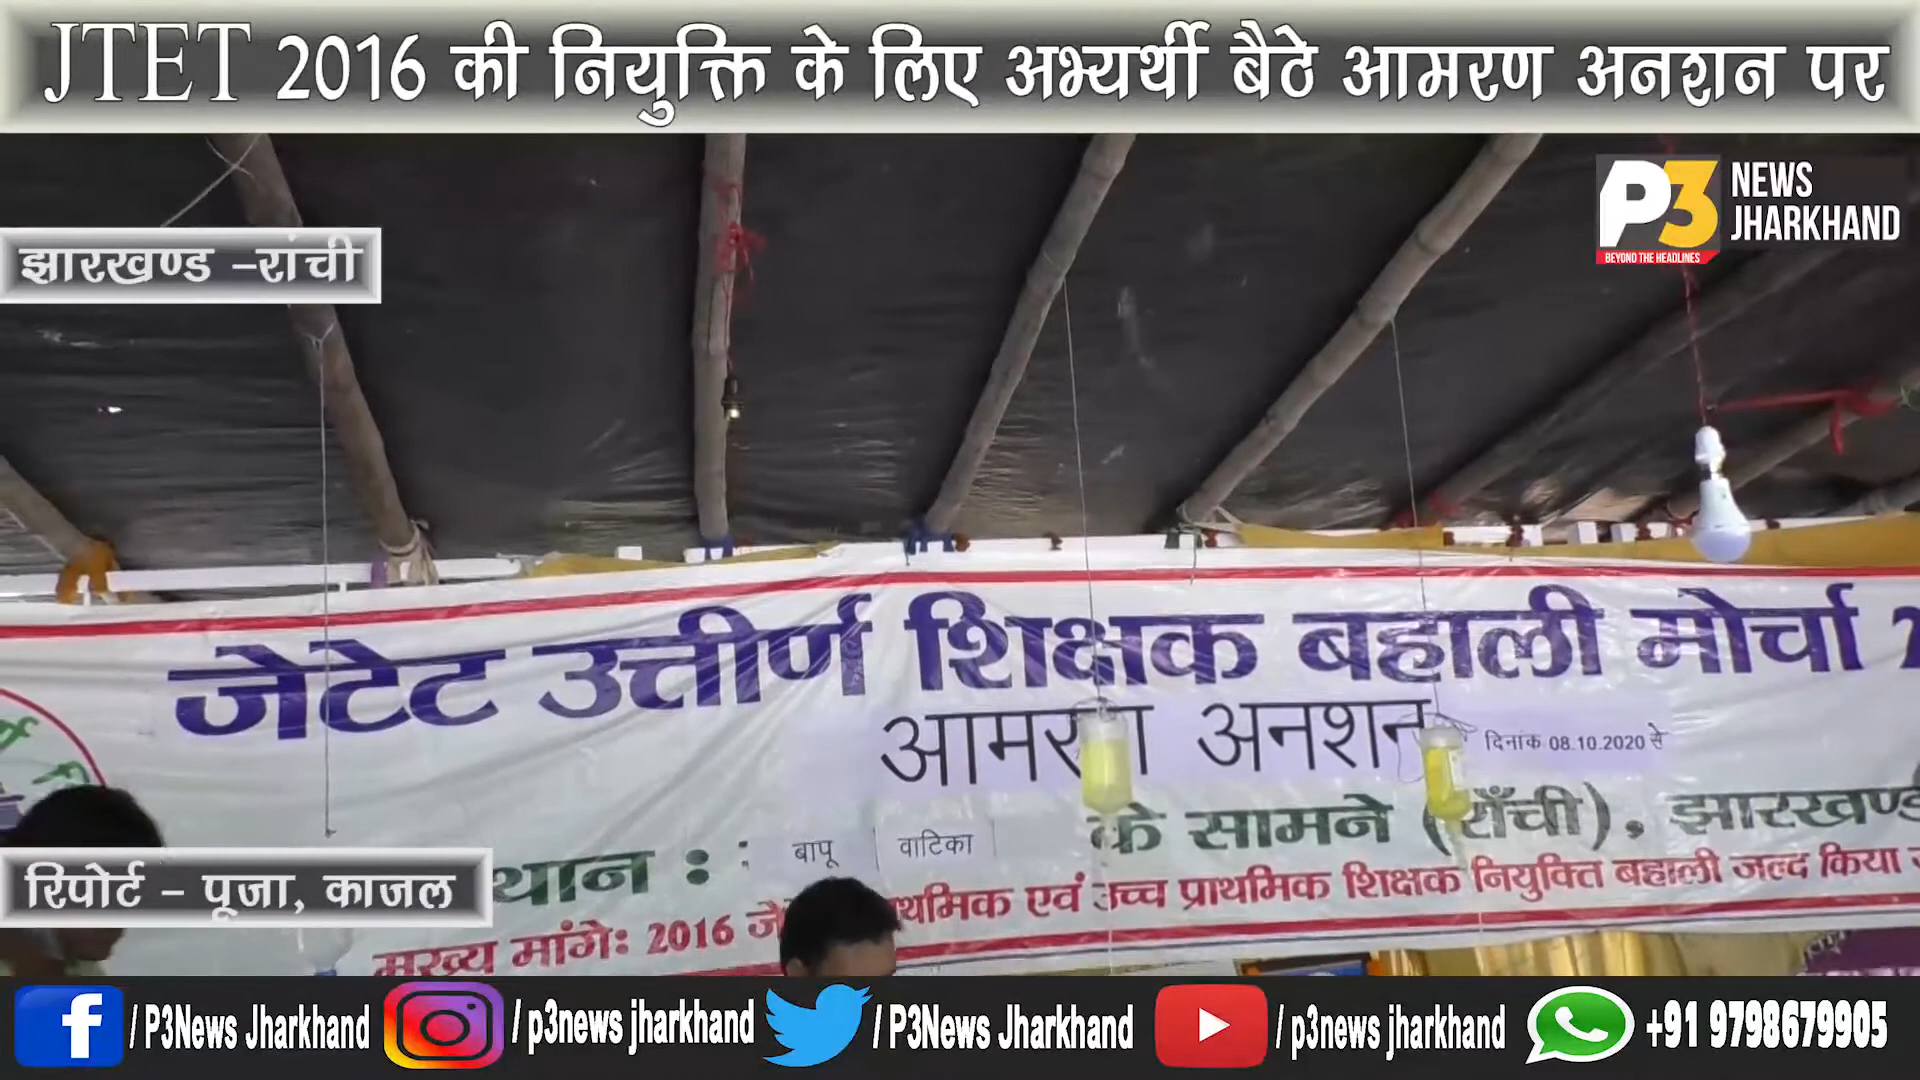 JTET 2016 की नियुक्ति के लिए अभ्यर्थी बैठे आमरण अनशन पर
P3 NEWS JHARKHAND
BEYOND THE HEADLINES
झारखण्ड -रांची
जेटेट उत्तीर्ण शिक्षक बहाली मोर्चा
आमरण अनशन दिनांक 08.10.2020 से
: बापू वाटिका के सामने (राँची), झारखण्ड
मुख्य मांगे: 2016 एवं उच्च प्राथमिक शिक्षक नियुक्ति बहाली जल्द किया
रिपोर्ट - पूजा, काजल
/ P3News Jharkhand / p3news jharkhand / P3News Jharkhand / p3news jharkhand +91 9798679905